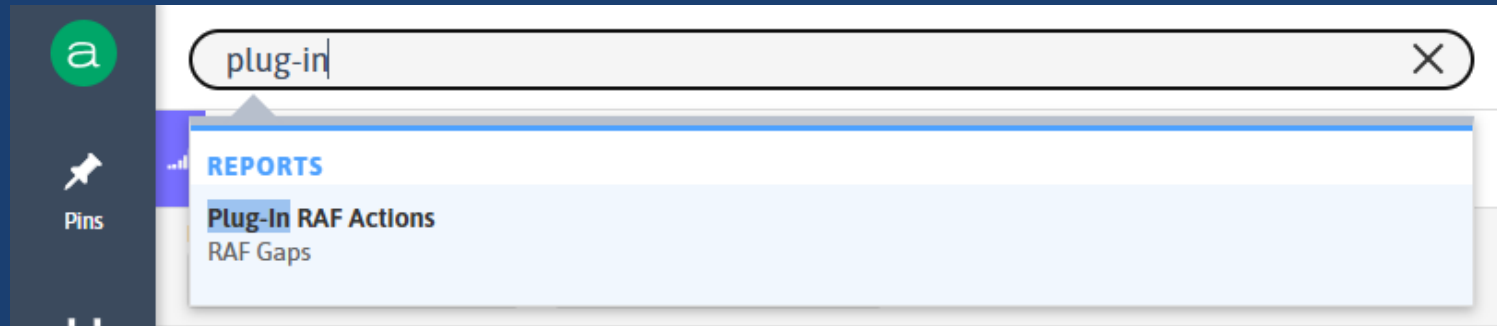 a
plug-in
REPORTS
Plug-In RAF Actions
Pins
RAF Gaps